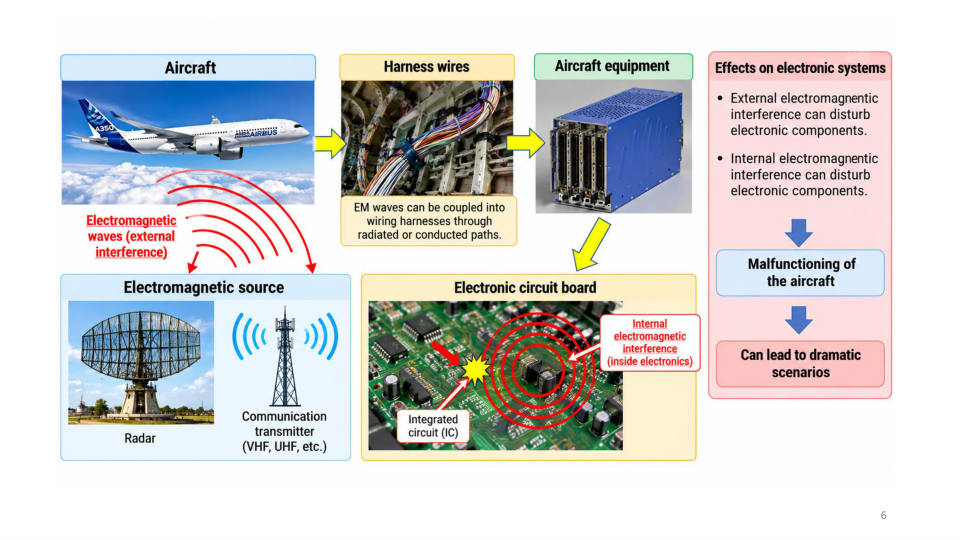 Aircraft
A350
AIRBUS
Electromagnetic
waves (external
interference)
Harness wires
EM waves can be coupled into
wiring harnesses through
radiated or conducted paths.
Aircraft equipment
Electromagnetic source
Radar
Communication
transmitter
(VHF, UHF, etc.)
Electronic circuit board
Internal
electromagnetic
interference
(inside electronics)
Integrated
circuit (IC)
Effects on electronic systems
• External electromagnentic
interference can disturb
electronic components.
• Internal electromagnentic
interference can disturb
electronic components.
Malfunctioning of
the aircraft
Can lead to dramatic
scenarios
6